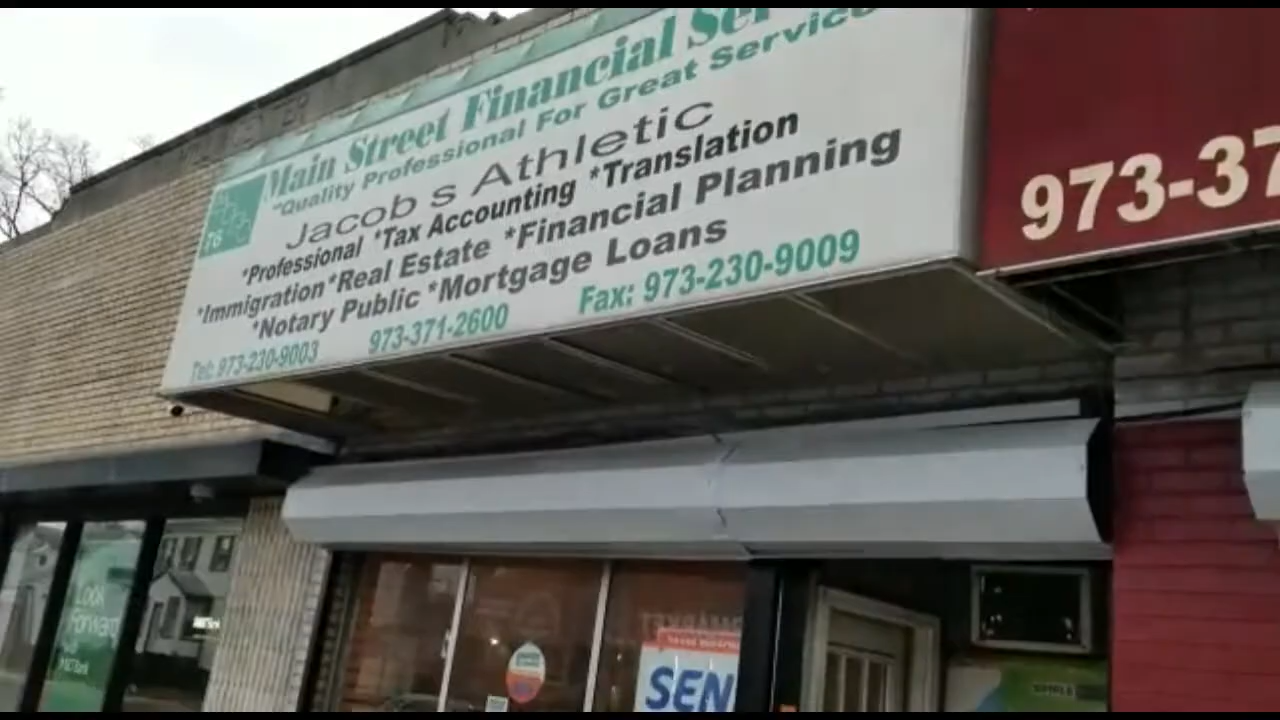 Main Street Financial Ser
"Quality Professional For Great Service
Jacob s Athletic
*Professional *Tax Accounting *Translation
*Immigration *Real Estate *Financial Planning
*Notary Public *Mortgage Loans
Tel: 973-230-9003 973-371-2600 Fax: 973-230-9009
76
973-37
Look
Forward
SEN